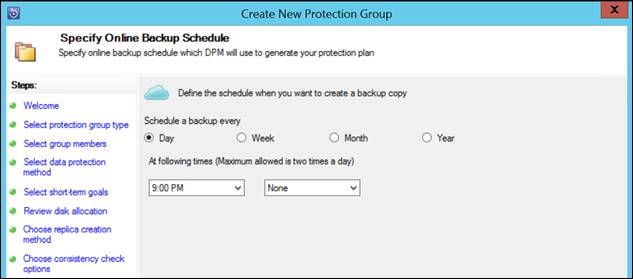 Create New Protection Group
X
Specify Online Backup Schedule
Specify online backup schedule which DPM will use to generate your protection plan
Steps:
Welcome
Select protection group type
Select group members
Select data protection
method
Select short-term goals
Review disk allocation
Choose replica creation
method
Choose consistency check
options
Define the schedule when you want to create a backup copy
Schedule a backup every
Day Week Month Year
At following times (Maximum allowed is two times a day)
9:00 PM None